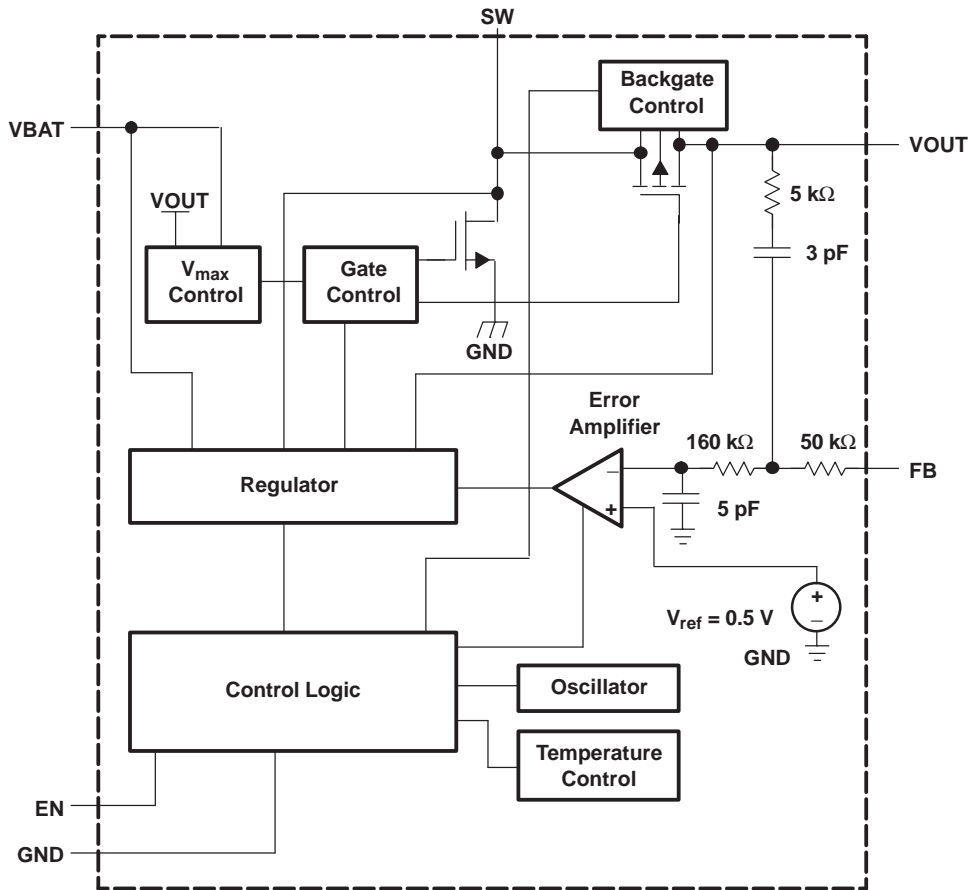 SW
Backgate
Control
VBAT
VOUT
VOUT
5 kΩ
3 pF
Vmax
Control
Gate
Control
GND
Error
Amplifier
160 kΩ
50 kΩ
Regulator
−
FB
+
5 pF
+
Vref = 0.5 V
−
GND
Control Logic
Oscillator
Temperature
Control
EN
GND